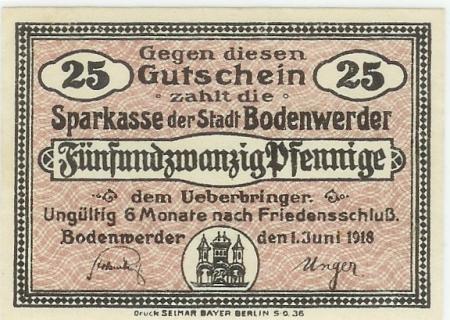 Gegen diesen
25 Gutschein 25
zahlt die
Sparkasse der Stadt Bodenwerder
Fünfundzwanzig Pfennige
dem Ueberbringer.
Ungültig 6 Monate nach Friedensschluß.
Bodenwerder den 1. Juni 1918
Unger
Druck SELMAR BAYER BERLIN S.O. 36